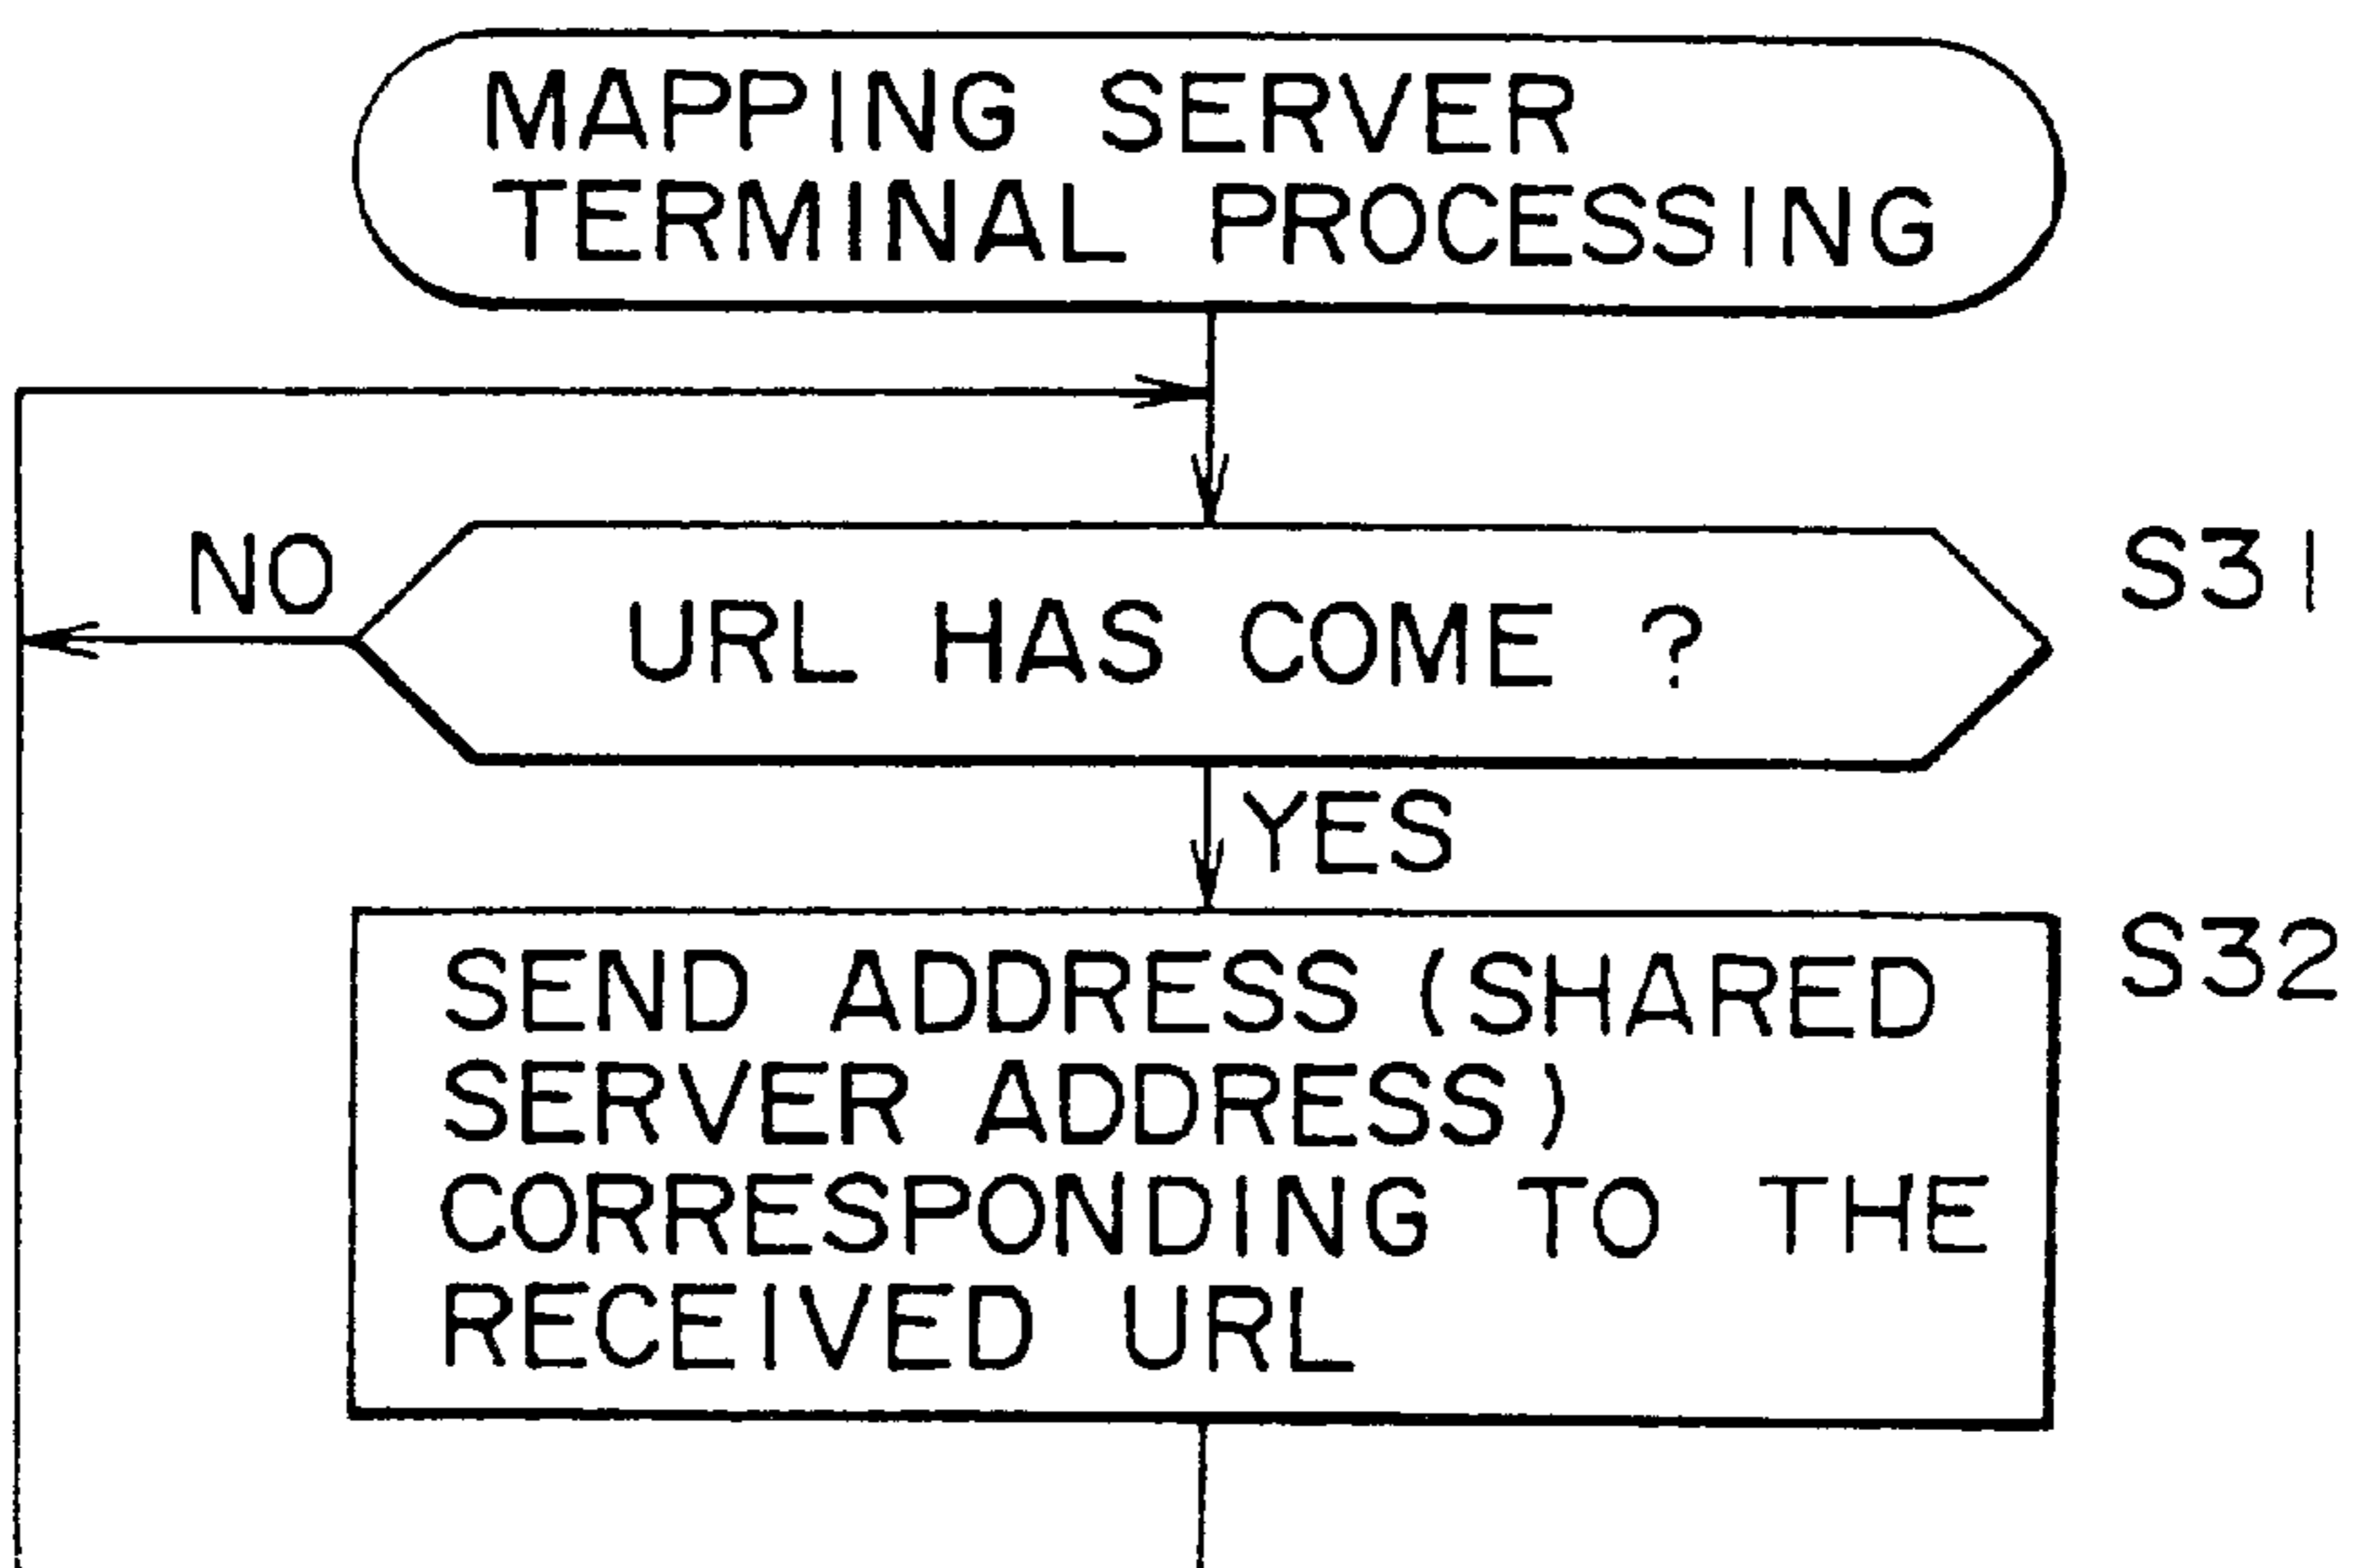 MAPPING SERVER
TERMINAL PROCESSING
NO
URL HAS COME ?
S31
YES
SEND ADDRESS (SHARED
S32
SERVER ADDRESS)
CORRESPONDING TO THE
RECEIVED URL